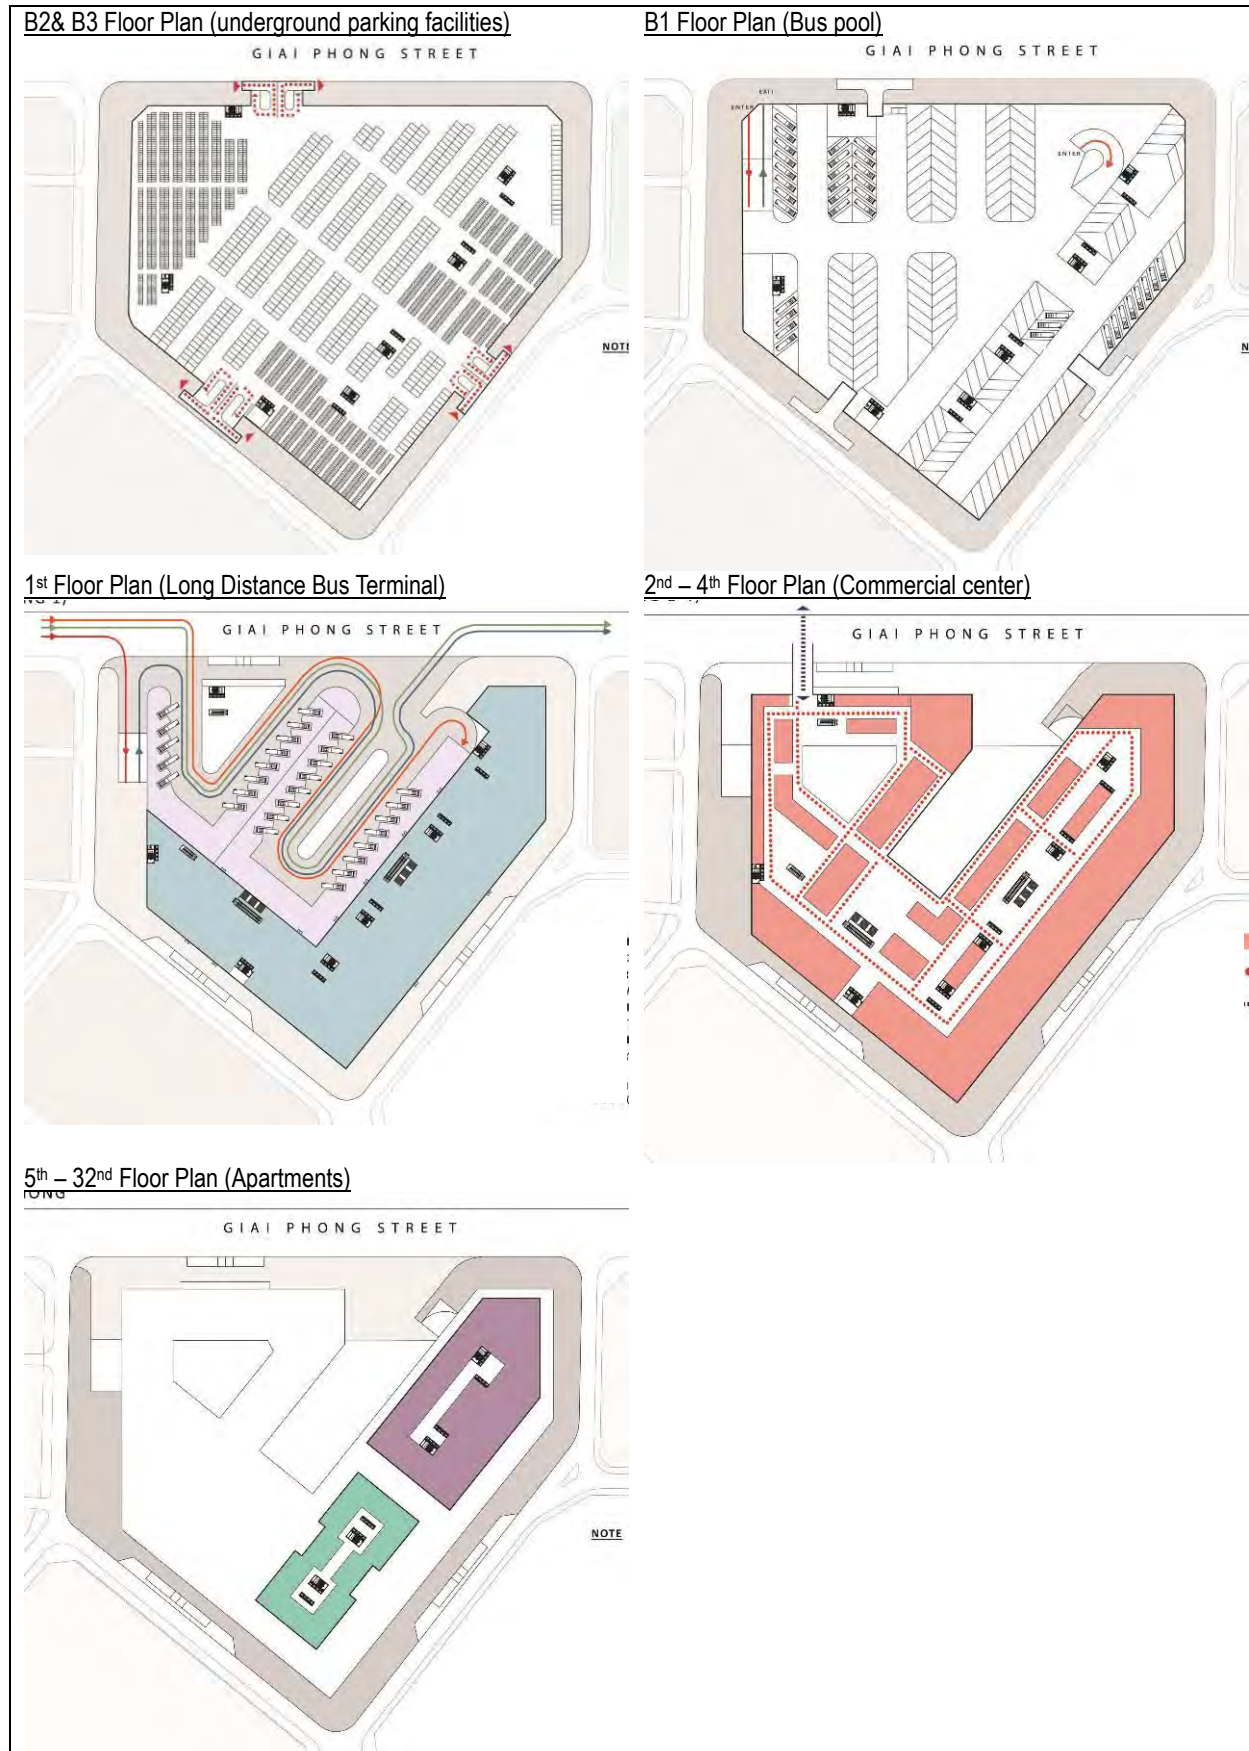 B2& B3 Floor Plan (underground parking facilities)
GIAI PHONG STREET
NOTE
B1 Floor Plan (Bus pool)
GIAI PHONG STREET
EXIT
ENTER
ENTER
N
1st Floor Plan (Long Distance Bus Terminal)
GIAI PHONG STREET
2nd – 4th Floor Plan (Commercial center)
GIAI PHONG STREET
5th – 32nd Floor Plan (Apartments)
GIAI PHONG STREET
NOTE